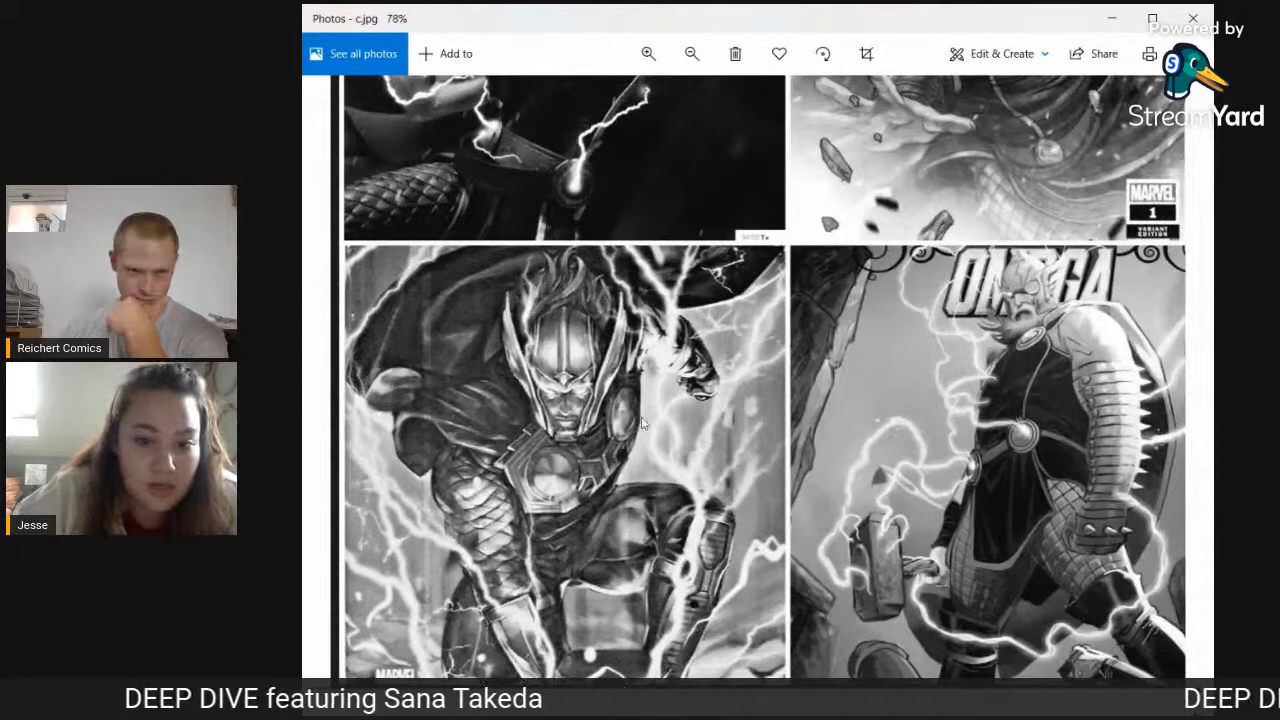 Photos - c.jpg 78%
Powered by
See all photos
Add to
Edit & Create
Share
S
StreamYard
MARVEL
1
VARIANT
EDITION
OMEGA
Reichert Comics
Jesse
MARVEL
DEEP DIVE featuring Sana Takeda
DEEP DI